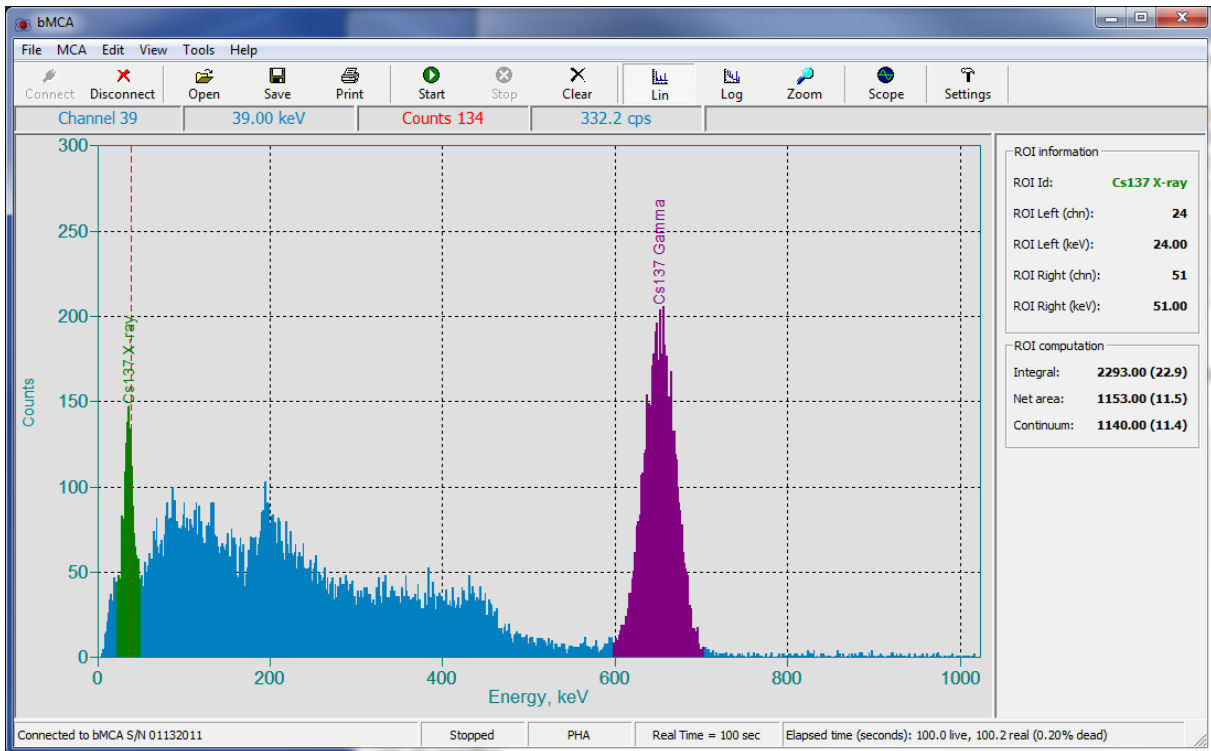 bMCA
File MCA Edit View Tools Help
Connect Disconnect Open Save Print Start Stop Clear Lin Log Zoom Scope Settings
Channel 39 39.00 keV Counts 134 332.2 cps
300
250
200
150
100
50
0
Counts
Cs137 X-ray
Cs137 Gamma
0 200 400 600 800 1000
Energy, keV
ROI information
ROI Id: Cs137 X-ray
ROI Left (chn): 24
ROI Left (keV): 24.00
ROI Right (chn): 51
ROI Right (keV): 51.00
ROI computation
Integral: 2293.00 (22.9)
Net area: 1153.00 (11.5)
Continuum: 1140.00 (11.4)
Connected to bMCA S/N 01132011 Stopped PHA Real Time = 100 sec Elapsed time (seconds): 100.0 live, 100.2 real (0.20% dead)